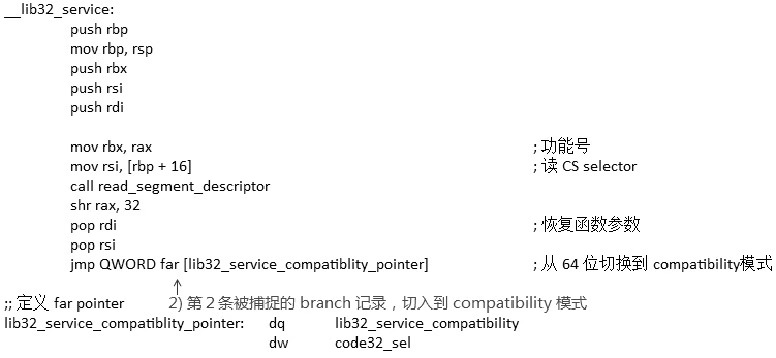 __lib32_service:
push rbp
mov rbp, rsp
push rbx
push rsi
push rdi
mov rbx, rax ; 功能号
mov rsi, [rbp + 16] ; 读 CS selector
call read_segment_descriptor
shr rax, 32
pop rdi ; 恢复函数参数
pop rsi
jmp QWORD far [lib32_service_compatiblity_pointer] ; 从 64 位切换到 compatibility模式
;; 定义 far pointer 2) 第 2 条被捕捉的 branch 记录，切入到 compatibility 模式
lib32_service_compatiblity_pointer: dq lib32_service_compatibility
dw code32_sel